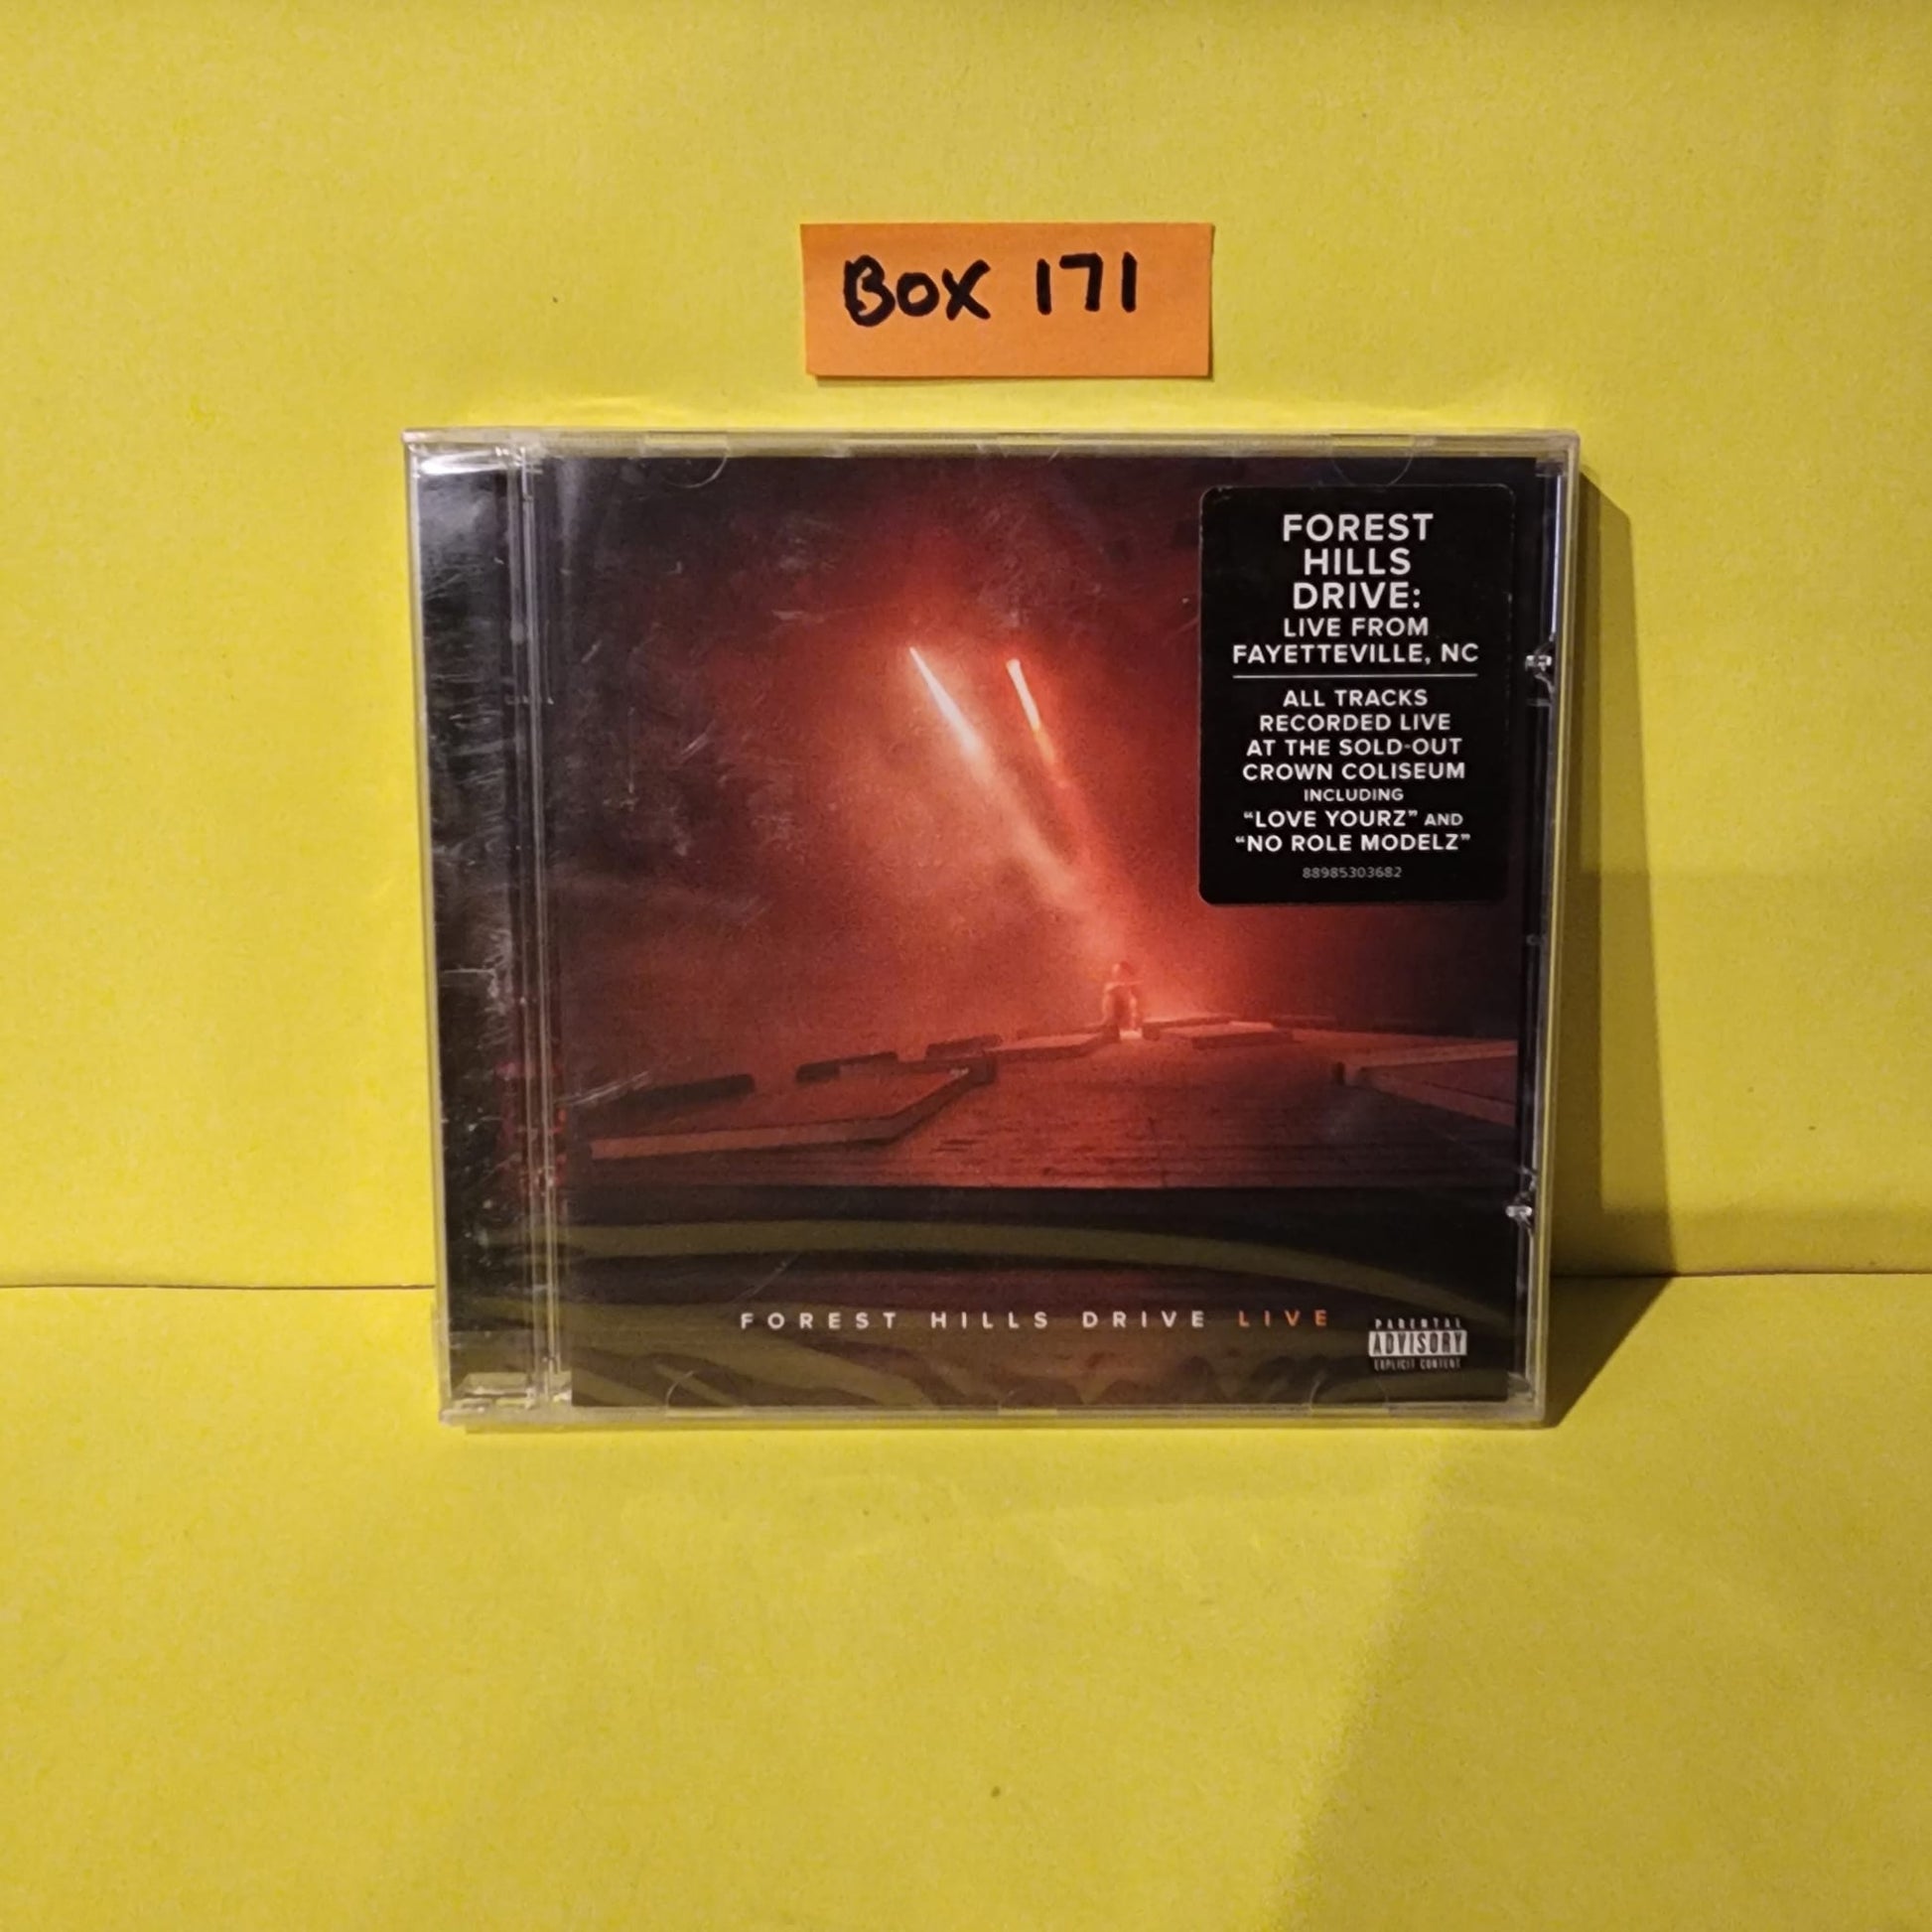 BOX 171
FOREST
HILLS
DRIVE:
LIVE FROM
FAYETTEVILLE, NC
ALL TRACKS
RECORDED LIVE
AT THE SOLD-OUT
CROWN COLISEUM
INCLUDING
“LOVE YOURZ” AND
“NO ROLE MODELZ”
88985303682
FOREST HILLS DRIVE LIVE
PARENTAL
ADVISORY
EXPLICIT CONTENT